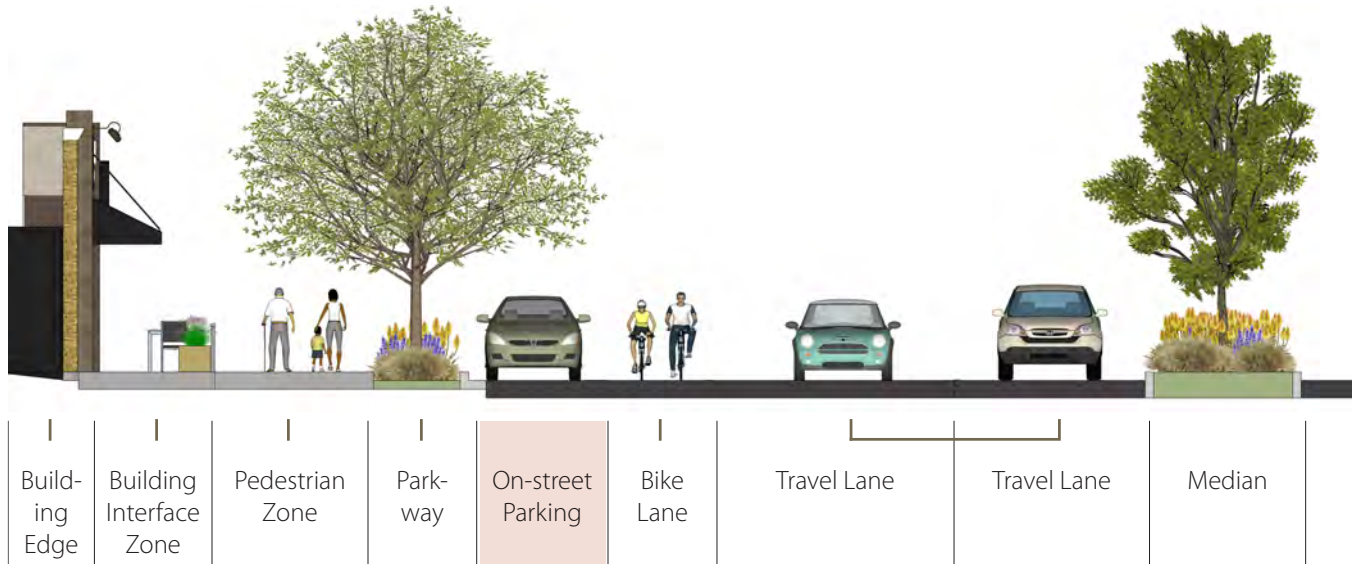 Build-
ing
Edge
Building
Interface
Zone
Pedestrian
Zone
Park-
way
On-street
Parking
Bike
Lane
Travel Lane
Travel Lane
Median